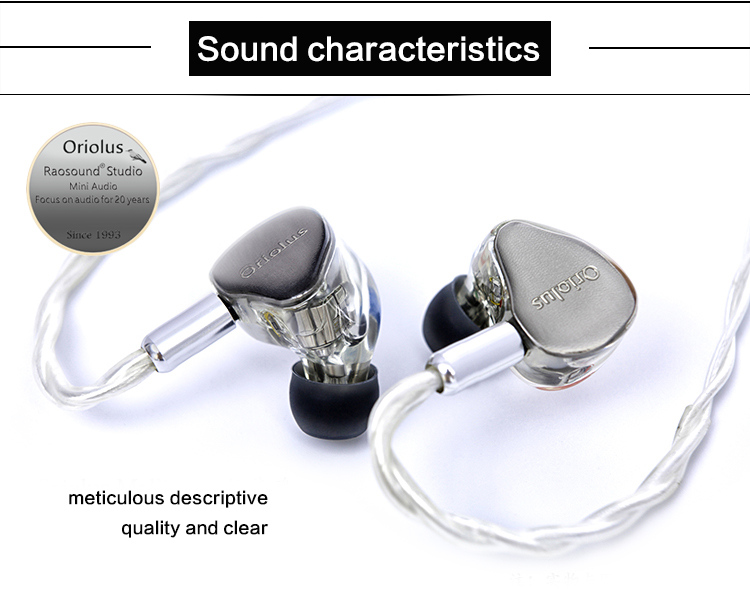 Sound characteristics
Oriolus
Raosound® Studio
Mini Audio
Focus on audio for 20 years
Since 1993
Oriolus
Oriolus
meticulous descriptive
quality and clear